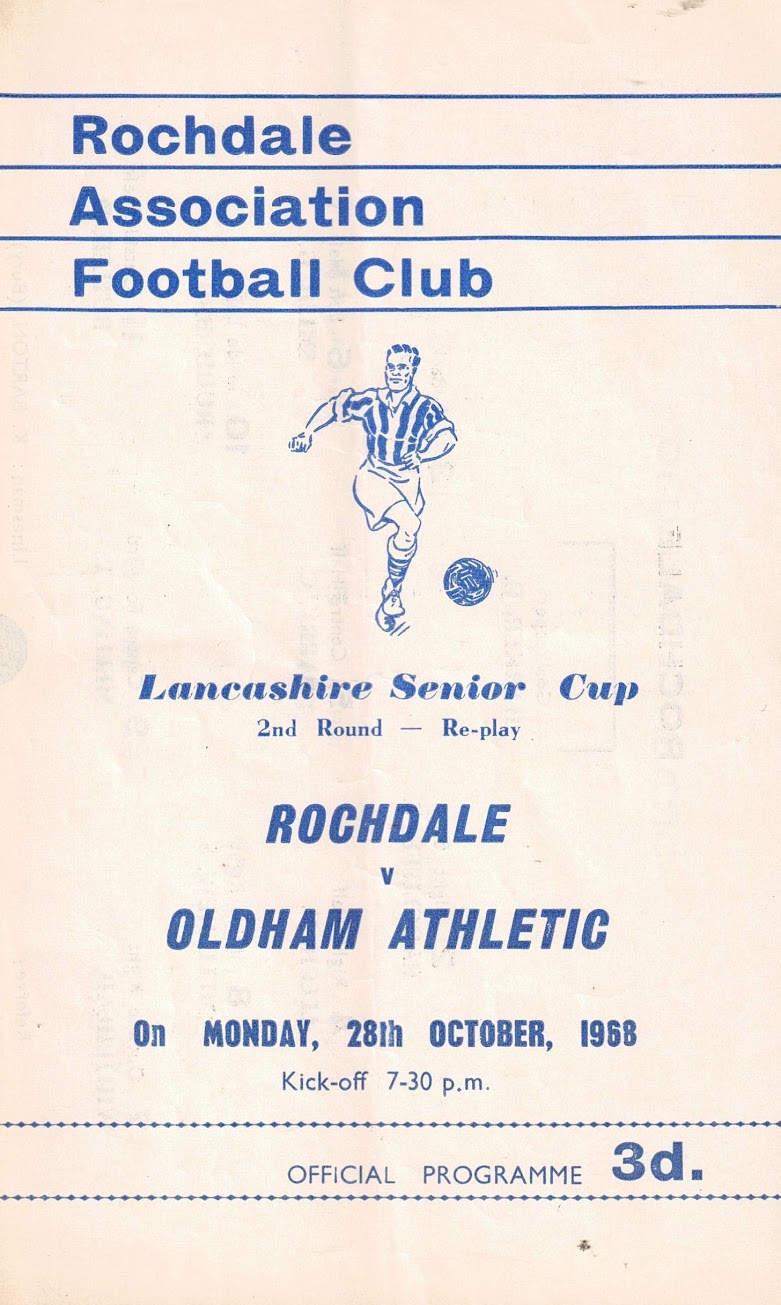 Rochdale
Association
Football Club
Lancashire Senior Cup
2nd Round — Re-play
ROCHDALE
v
OLDHAM ATHLETIC
On MONDAY, 28th OCTOBER, 1968
Kick-off 7-30 p.m.
OFFICIAL PROGRAMME 3d.